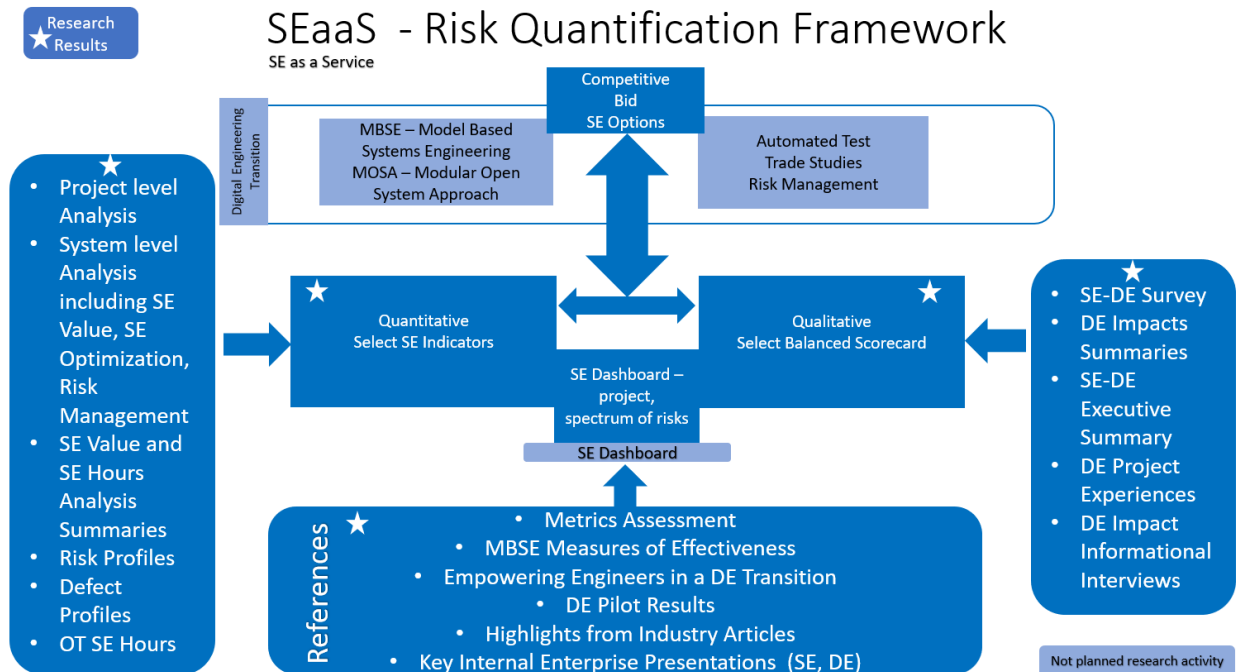 Research
Results
SEaaS - Risk Quantification Framework
SE as a Service
Competitive
Bid
SE Options
Digital Engineering
Transition
MBSE – Model Based
Systems Engineering
MOSA – Modular Open
System Approach
Automated Test
Trade Studies
Risk Management
• Project level
Analysis
• System level
Analysis
including SE
Value, SE
Optimization,
Risk
Management
• SE Value and
SE Hours
Analysis
Summaries
• Risk Profiles
• Defect
Profiles
• OT SE Hours
Quantitative
Select SE Indicators
Qualitative
Select Balanced Scorecard
SE Dashboard –
project,
spectrum of risks
SE Dashboard
• SE-DE Survey
• DE Impacts
Summaries
• SE-DE
Executive
Summary
• DE Project
Experiences
• DE Impact
Informational
Interviews
References
• Metrics Assessment
• MBSE Measures of Effectiveness
• Empowering Engineers in a DE Transition
• DE Pilot Results
• Highlights from Industry Articles
• Key Internal Enterprise Presentations (SE, DE)
Not planned research activity